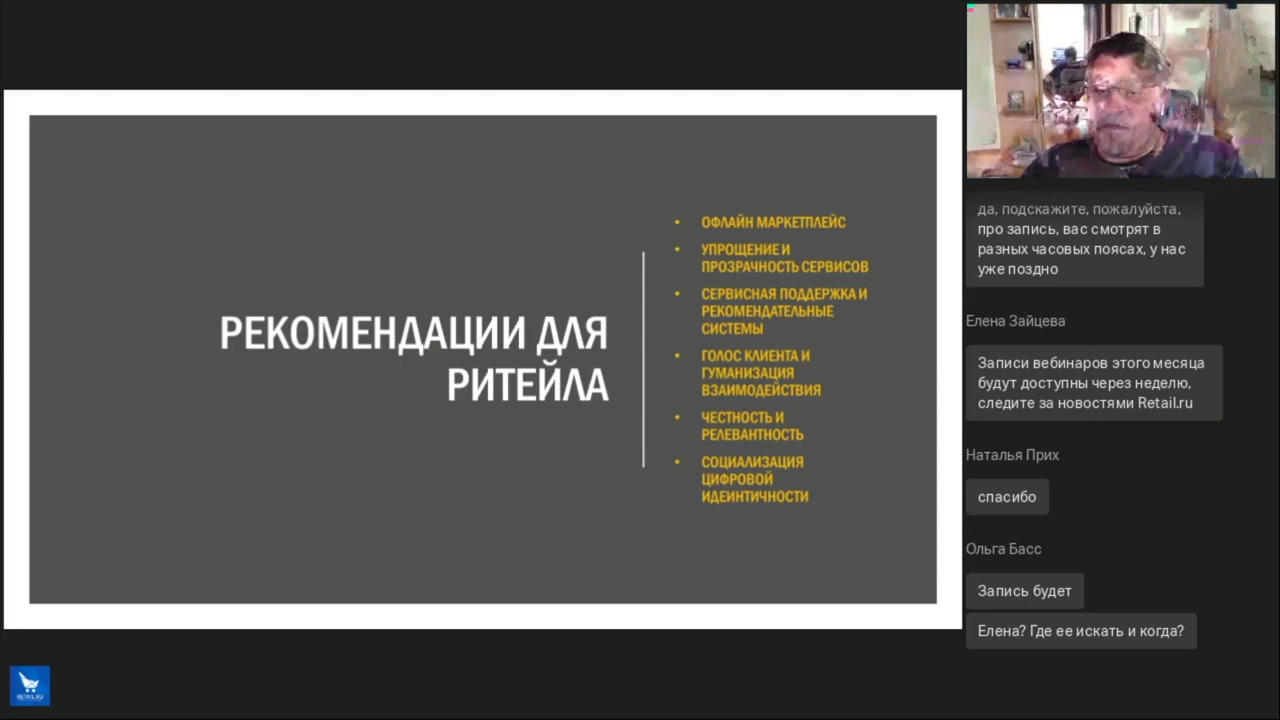 РЕКОМЕНДАЦИИ ДЛЯ
РИТЕЙЛА
• ОФЛАЙН МАРКЕТПЛЕЙС
• УПРОЩЕНИЕ И
ПРОЗРАЧНОСТЬ СЕРВИСОВ
• СЕРВИСНАЯ ПОДДЕРЖКА И
РЕКОМЕНДАТЕЛЬНЫЕ
СИСТЕМЫ
• ГОЛОС КЛИЕНТА И
ГУМАНИЗАЦИЯ
ВЗАИМОДЕЙСТВИЯ
• ЧЕСТНОСТЬ И
РЕЛЕВАНТНОСТЬ
• СОЦИАЛИЗАЦИЯ
ЦИФРОВОЙ
ИДЕИНТИЧНОСТИ
да, подскажите, пожалуйста,
про запись, вас смотрят в
разных часовых поясах, у нас
уже поздно
Елена Зайцева
Записи вебинаров этого месяца
будут доступны через неделю,
следите за новостями Retail.ru
Наталья Прих
спасибо
Ольга Басс
Запись будет
Елена? Где ее искать и когда?
RETAIL.RU